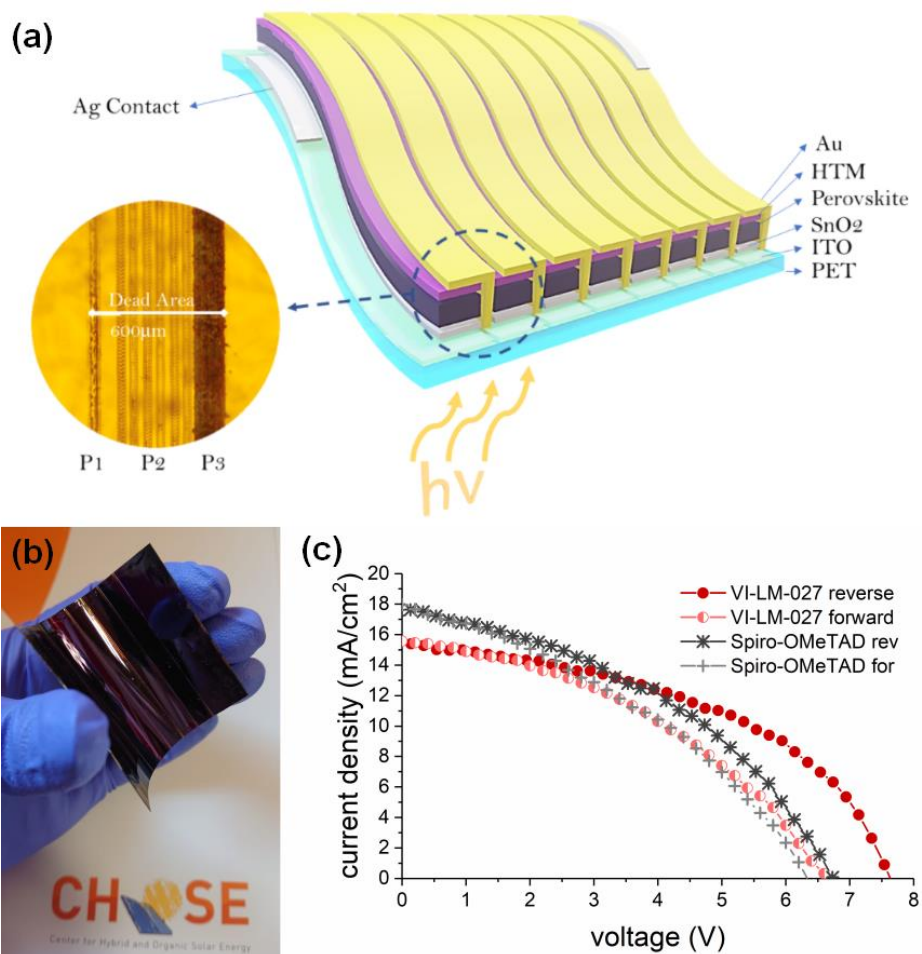 (a)
Ag Contact
Au
HTM
Perovskite
SnO2
ITO
PET
Dead Area
600µm
P1 P2 P3
hν
(b)
CHOSE
Center for Hybrid and Organic Solar Energy
(c)
current density (mA/cm²)
20
18
16
14
12
10
8
6
4
2
0
VI-LM-027 reverse
VI-LM-027 forward
Spiro-OMeTAD rev
Spiro-OMeTAD for
0 1 2 3 4 5 6 7 8
voltage (V)